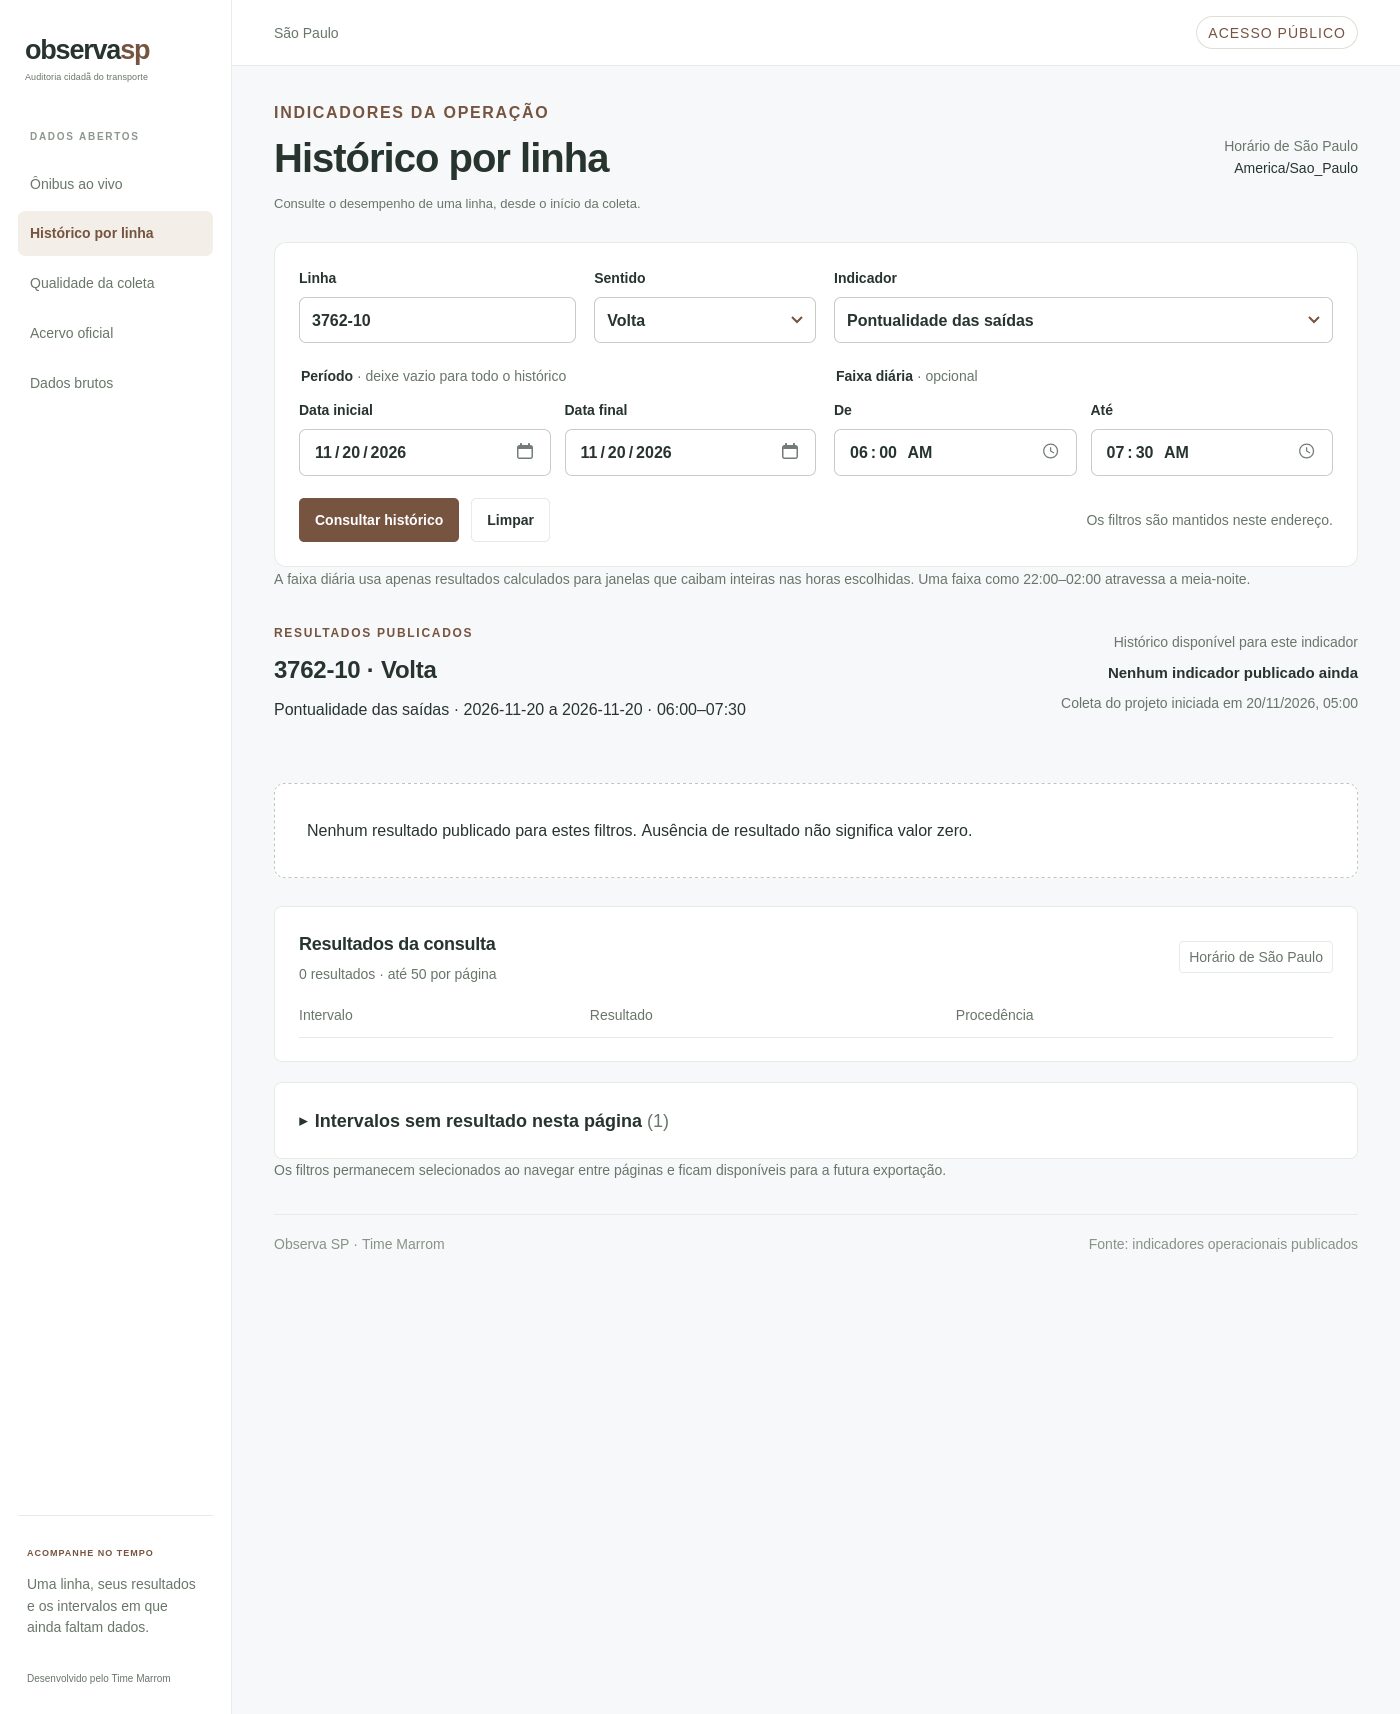 observasp
Auditoria cidadã do transporte
DADOS ABERTOS
Ônibus ao vivo
Histórico por linha
Qualidade da coleta
Acervo oficial
Dados brutos
ACOMPANHE NO TEMPO
Uma linha, seus resultados
e os intervalos em que
ainda faltam dados.
Desenvolvido pelo Time Marrom
São Paulo
ACESSO PÚBLICO
INDICADORES DA OPERAÇÃO
Histórico por linha
Consulte o desempenho de uma linha, desde o início da coleta.
Horário de São Paulo
America/Sao_Paulo
Linha
Sentido
Indicador
3762-10
Volta
Pontualidade das saídas
Período · deixe vazio para todo o histórico
Faixa diária · opcional
Data inicial
Data final
De
Até
11/20/2026
11/20/2026
06:00 AM
07:30 AM
Consultar histórico
Limpar
Os filtros são mantidos neste endereço.
A faixa diária usa apenas resultados calculados para janelas que caibam inteiras nas horas escolhidas. Uma faixa como 22:00–02:00 atravessa a meia-noite.
RESULTADOS PUBLICADOS
3762-10 · Volta
Pontualidade das saídas · 2026-11-20 a 2026-11-20 · 06:00–07:30
Histórico disponível para este indicador
Nenhum indicador publicado ainda
Coleta do projeto iniciada em 20/11/2026, 05:00
Nenhum resultado publicado para estes filtros. Ausência de resultado não significa valor zero.
Resultados da consulta
0 resultados · até 50 por página
Horário de São Paulo
Intervalo
Resultado
Procedência
▸ Intervalos sem resultado nesta página (1)
Os filtros permanecem selecionados ao navegar entre páginas e ficam disponíveis para a futura exportação.
Observa SP · Time Marrom
Fonte: indicadores operacionais publicados